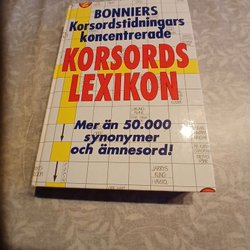 BONNIERS
Korsordstidningars
koncentrerade
KORSORDS
LEXIKON
Mer än 50.000
synonymer
och ämnesord!